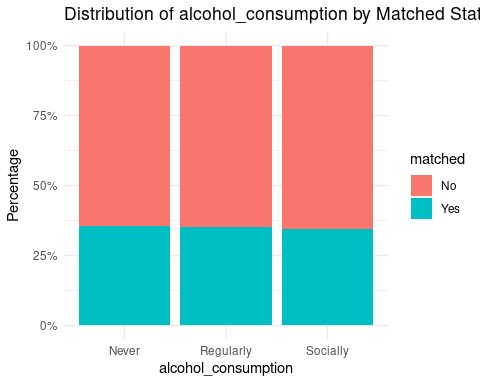 Distribution of alcohol_consumption by Matched Stat
100%
75%
50%
25%
0%
Percentage
Never
Regularly
Socially
alcohol_consumption
matched
No
Yes